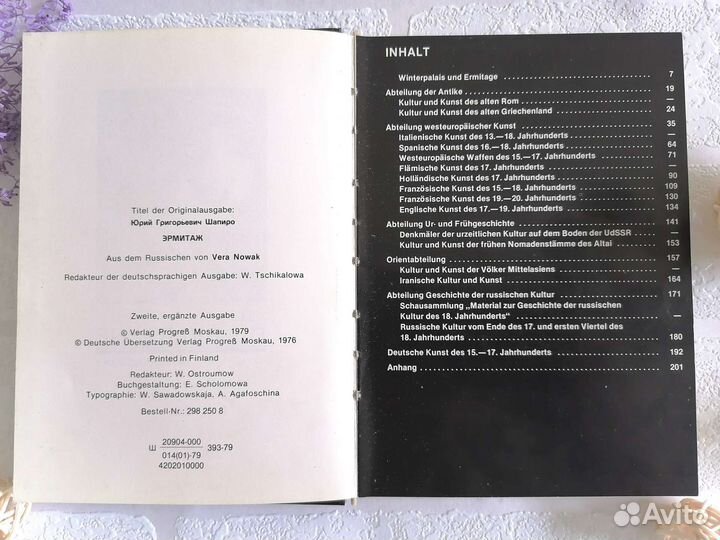 Titel der Originalausgabe:
Юрий Григорьевич Шапиро
ЭРМИТАЖ
Aus dem Russischen von Vera Nowak
Redakteur der deutschsprachigen Ausgabe: W. Tschikalowa
Zweite, ergänzte Ausgabe
© Verlag Progreß Moskau, 1979
© Deutsche Übersetzung Verlag Progreß Moskau, 1976
Printed in Finland
Redakteur: W. Ostroumow
Buchgestaltung: E. Scholomowa
Typographie: W. Sawadowskaja, A. Agafoschina
Bestell-Nr.: 298 250 8
20904-000
Ш 393-79
014(01)-79
4202010000
INHALT
Winterpalais und Ermitage 7
Abteilung der Antike 19
Kultur und Kunst des alten Rom —
Kultur und Kunst des alten Griechenland 24
Abteilung westeuropäischer Kunst 35
Italienische Kunst des 13.—18. Jahrhunderts —
Spanische Kunst des 16.—18. Jahrhunderts 64
Westeuropäische Waffen des 15.—17. Jahrhunderts 71
Flämische Kunst des 17. Jahrhunderts —
Holländische Kunst des 17. Jahrhunderts 90
Französische Kunst des 15.—18. Jahrhunderts 109
Französische Kunst des 19.—20. Jahrhunderts 130
Englische Kunst des 17.—19. Jahrhunderts 134
Abteilung Ur- und Frühgeschichte 141
Denkmäler der urzeitlichen Kultur auf dem Boden der UdSSR —
Kultur und Kunst der frühen Nomadenstämme des Altai 153
Orientabteilung 157
Kultur und Kunst der Völker Mittelasiens —
Iranische Kultur und Kunst 164
Abteilung Geschichte der russischen Kultur 171
Schausammlung „Material zur Geschichte der russischen
Kultur des 18. Jahrhunderts“ —
Russische Kultur vom Ende des 17. und ersten Viertel des
18. Jahrhunderts 180
Deutsche Kunst des 15.—17. Jahrhunderts 192
Anhang 201
Avito